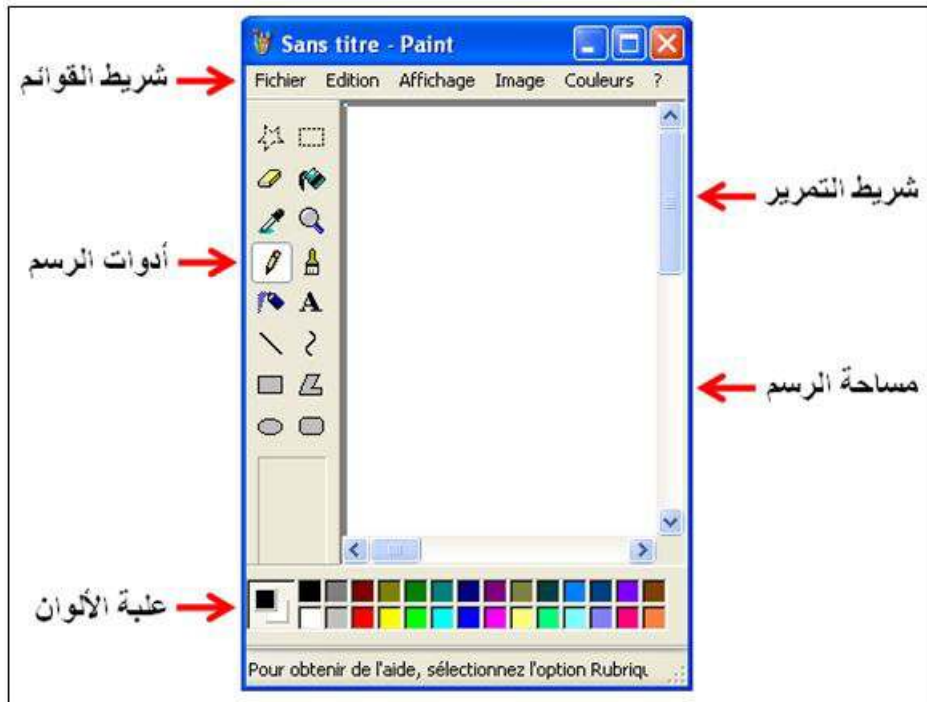 Sans titre - Paint
شريط القوائم
Fichier Edition Affichage Image Couleurs ?
شريط التمرير
أدوات الرسم
A
مساحة الرسم
علبة الألوان
Pour obtenir de l'aide, sélectionnez l'option Rubriqu